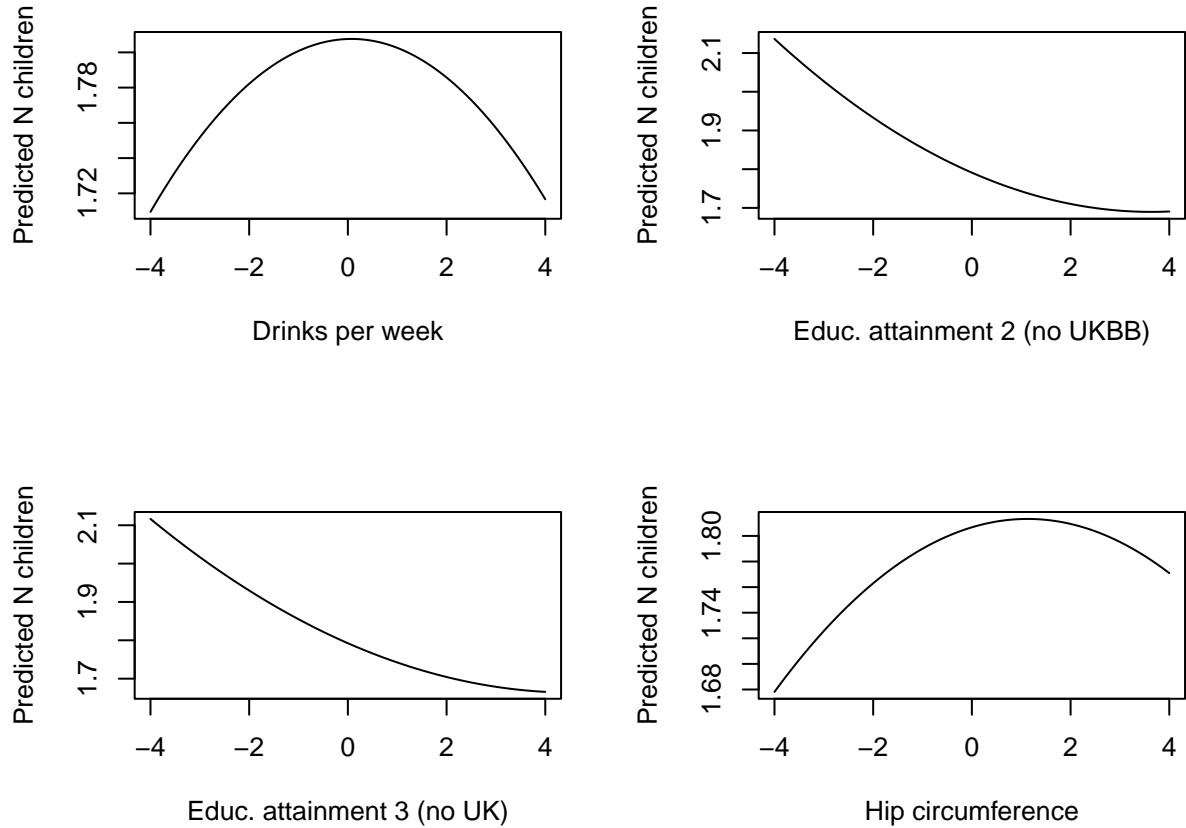 Predicted N children
1.72 1.78
−4 −2 0 2 4
Drinks per week
Predicted N children
1.7 1.9 2.1
−4 −2 0 2 4
Educ. attainment 2 (no UKBB)
Predicted N children
1.7 1.9 2.1
−4 −2 0 2 4
Educ. attainment 3 (no UK)
Predicted N children
1.68 1.74 1.80
−4 −2 0 2 4
Hip circumference